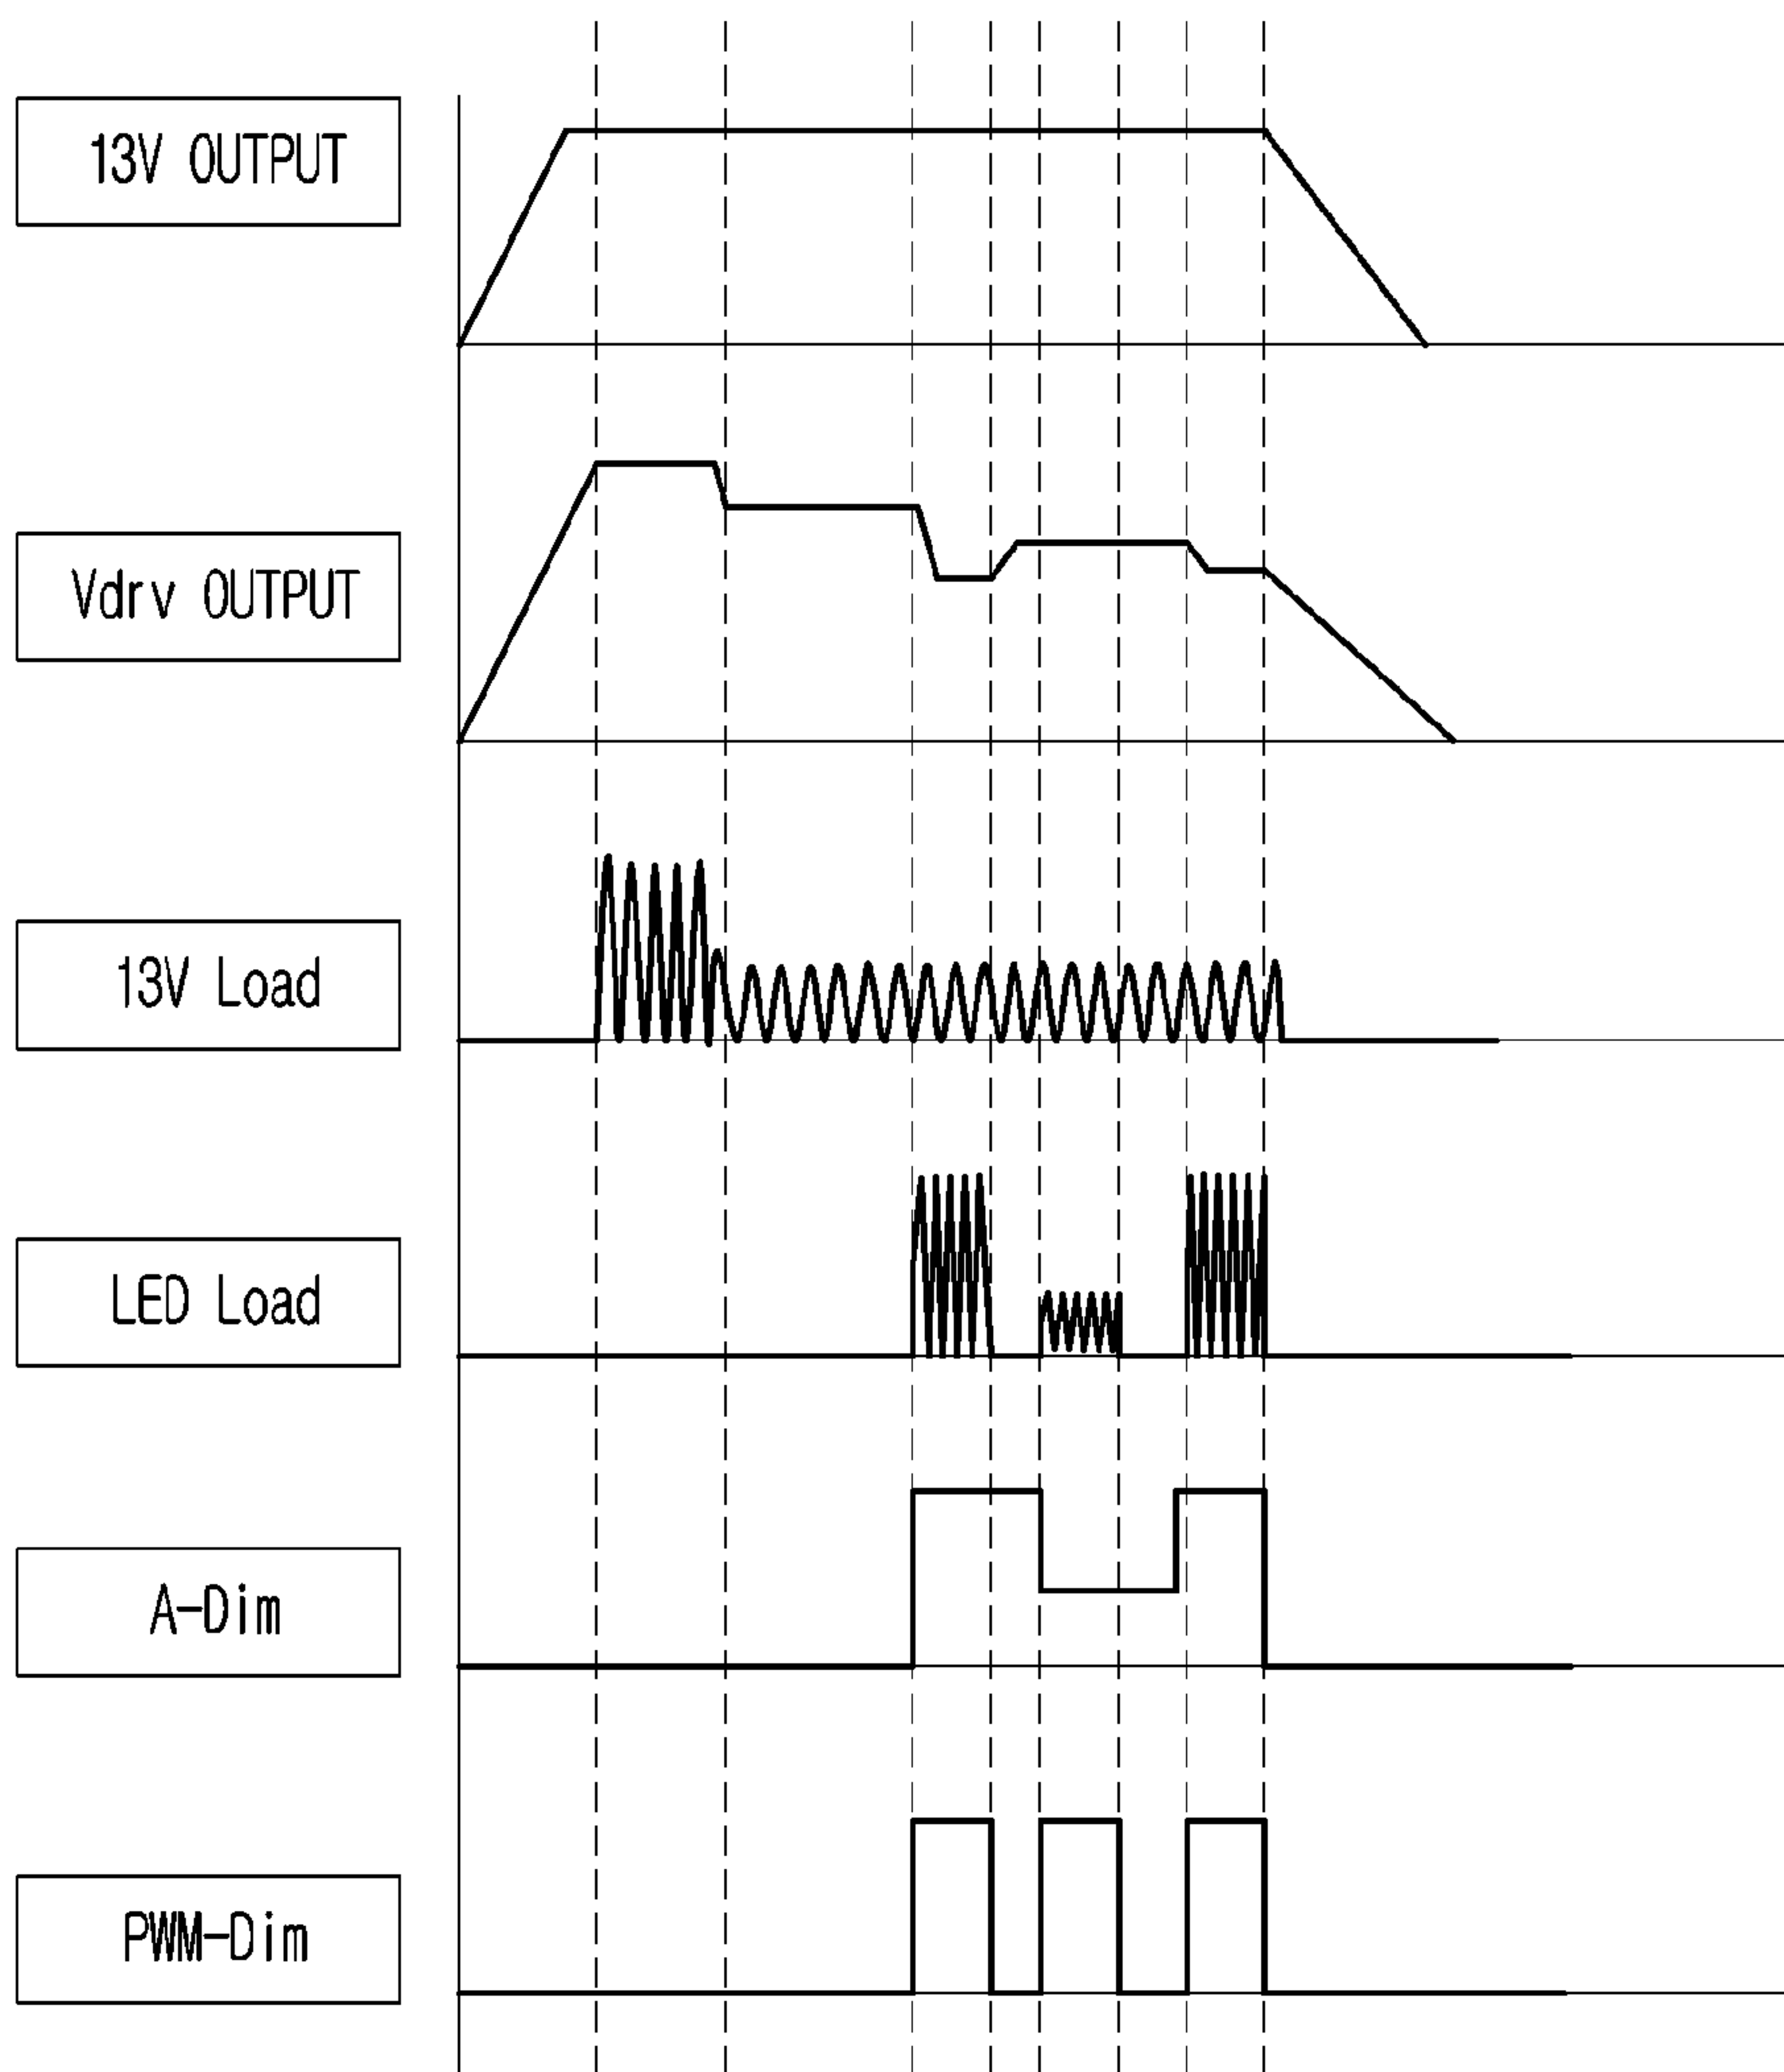 13V OUTPUT
Vdrv OUTPUT
13V Load
LED Load
A-Dim
PWM-Dim